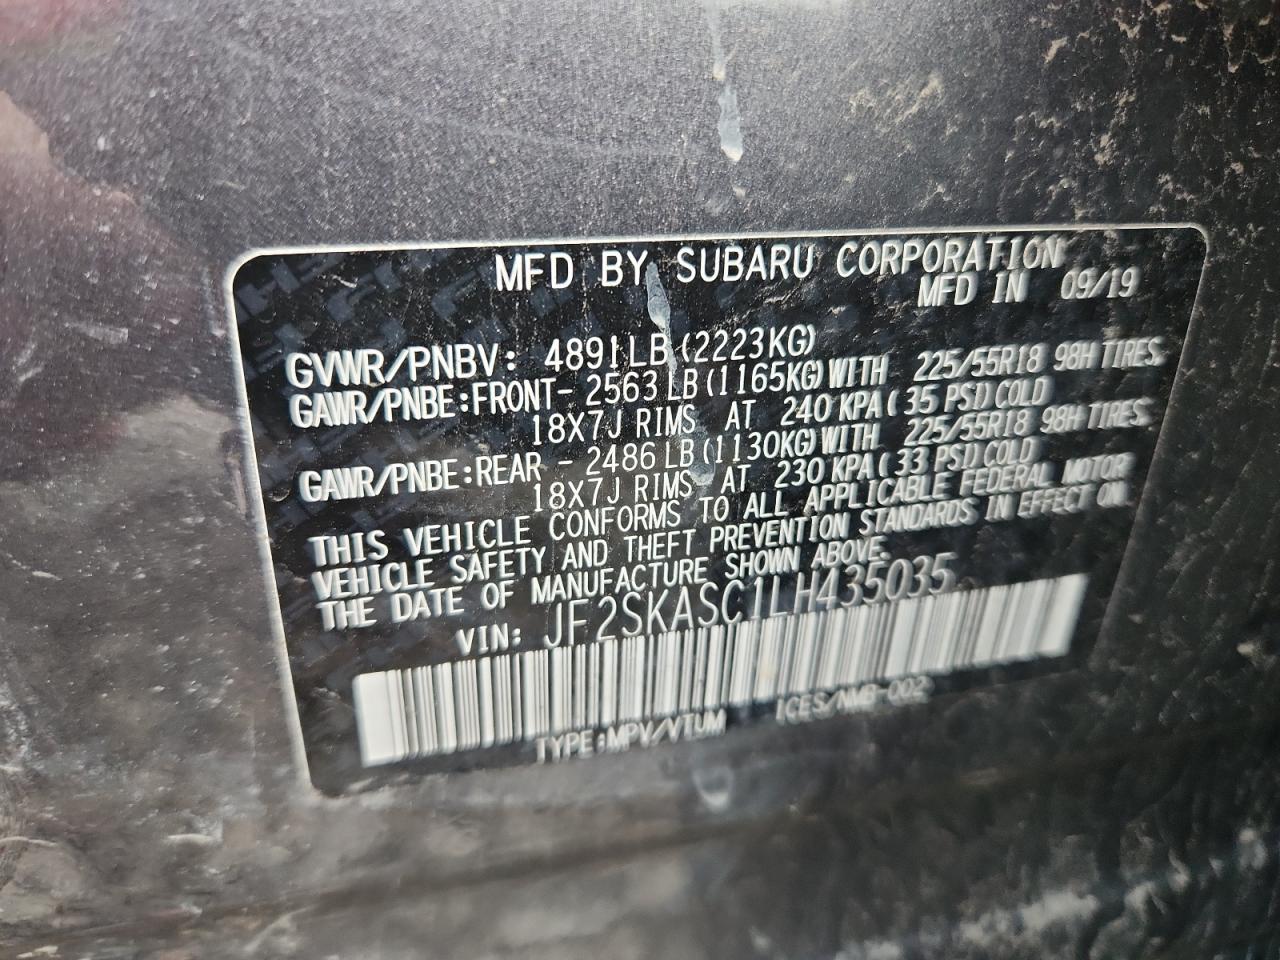 MFD BY SUBARU CORPORATION
MFD IN 09/19
GVWR/PNBV: 4891LB(2223KG)
GAWR/PNBE:FRONT- 2563 LB(1165KG)WITH 225/55R18 98H TIRES
18X7J RIMS AT 240 KPA( 35 PSI)COLD
GAWR/PNBE:REAR - 2486 LB(1130KG)WITH 225/55R18 98H TIRES
18X7J RIMS AT 230 KPA( 33 PSI)COLD
THIS VEHICLE CONFORMS TO ALL APPLICABLE FEDERAL MOTOR
VEHICLE SAFETY AND THEFT PREVENTION STANDARDS IN EFFECT ON
THE DATE OF MANUFACTURE SHOWN ABOVE.
VIN: JF2SKASC1LH435035
TYPE:MPV/VTUM ICES/NMB-002